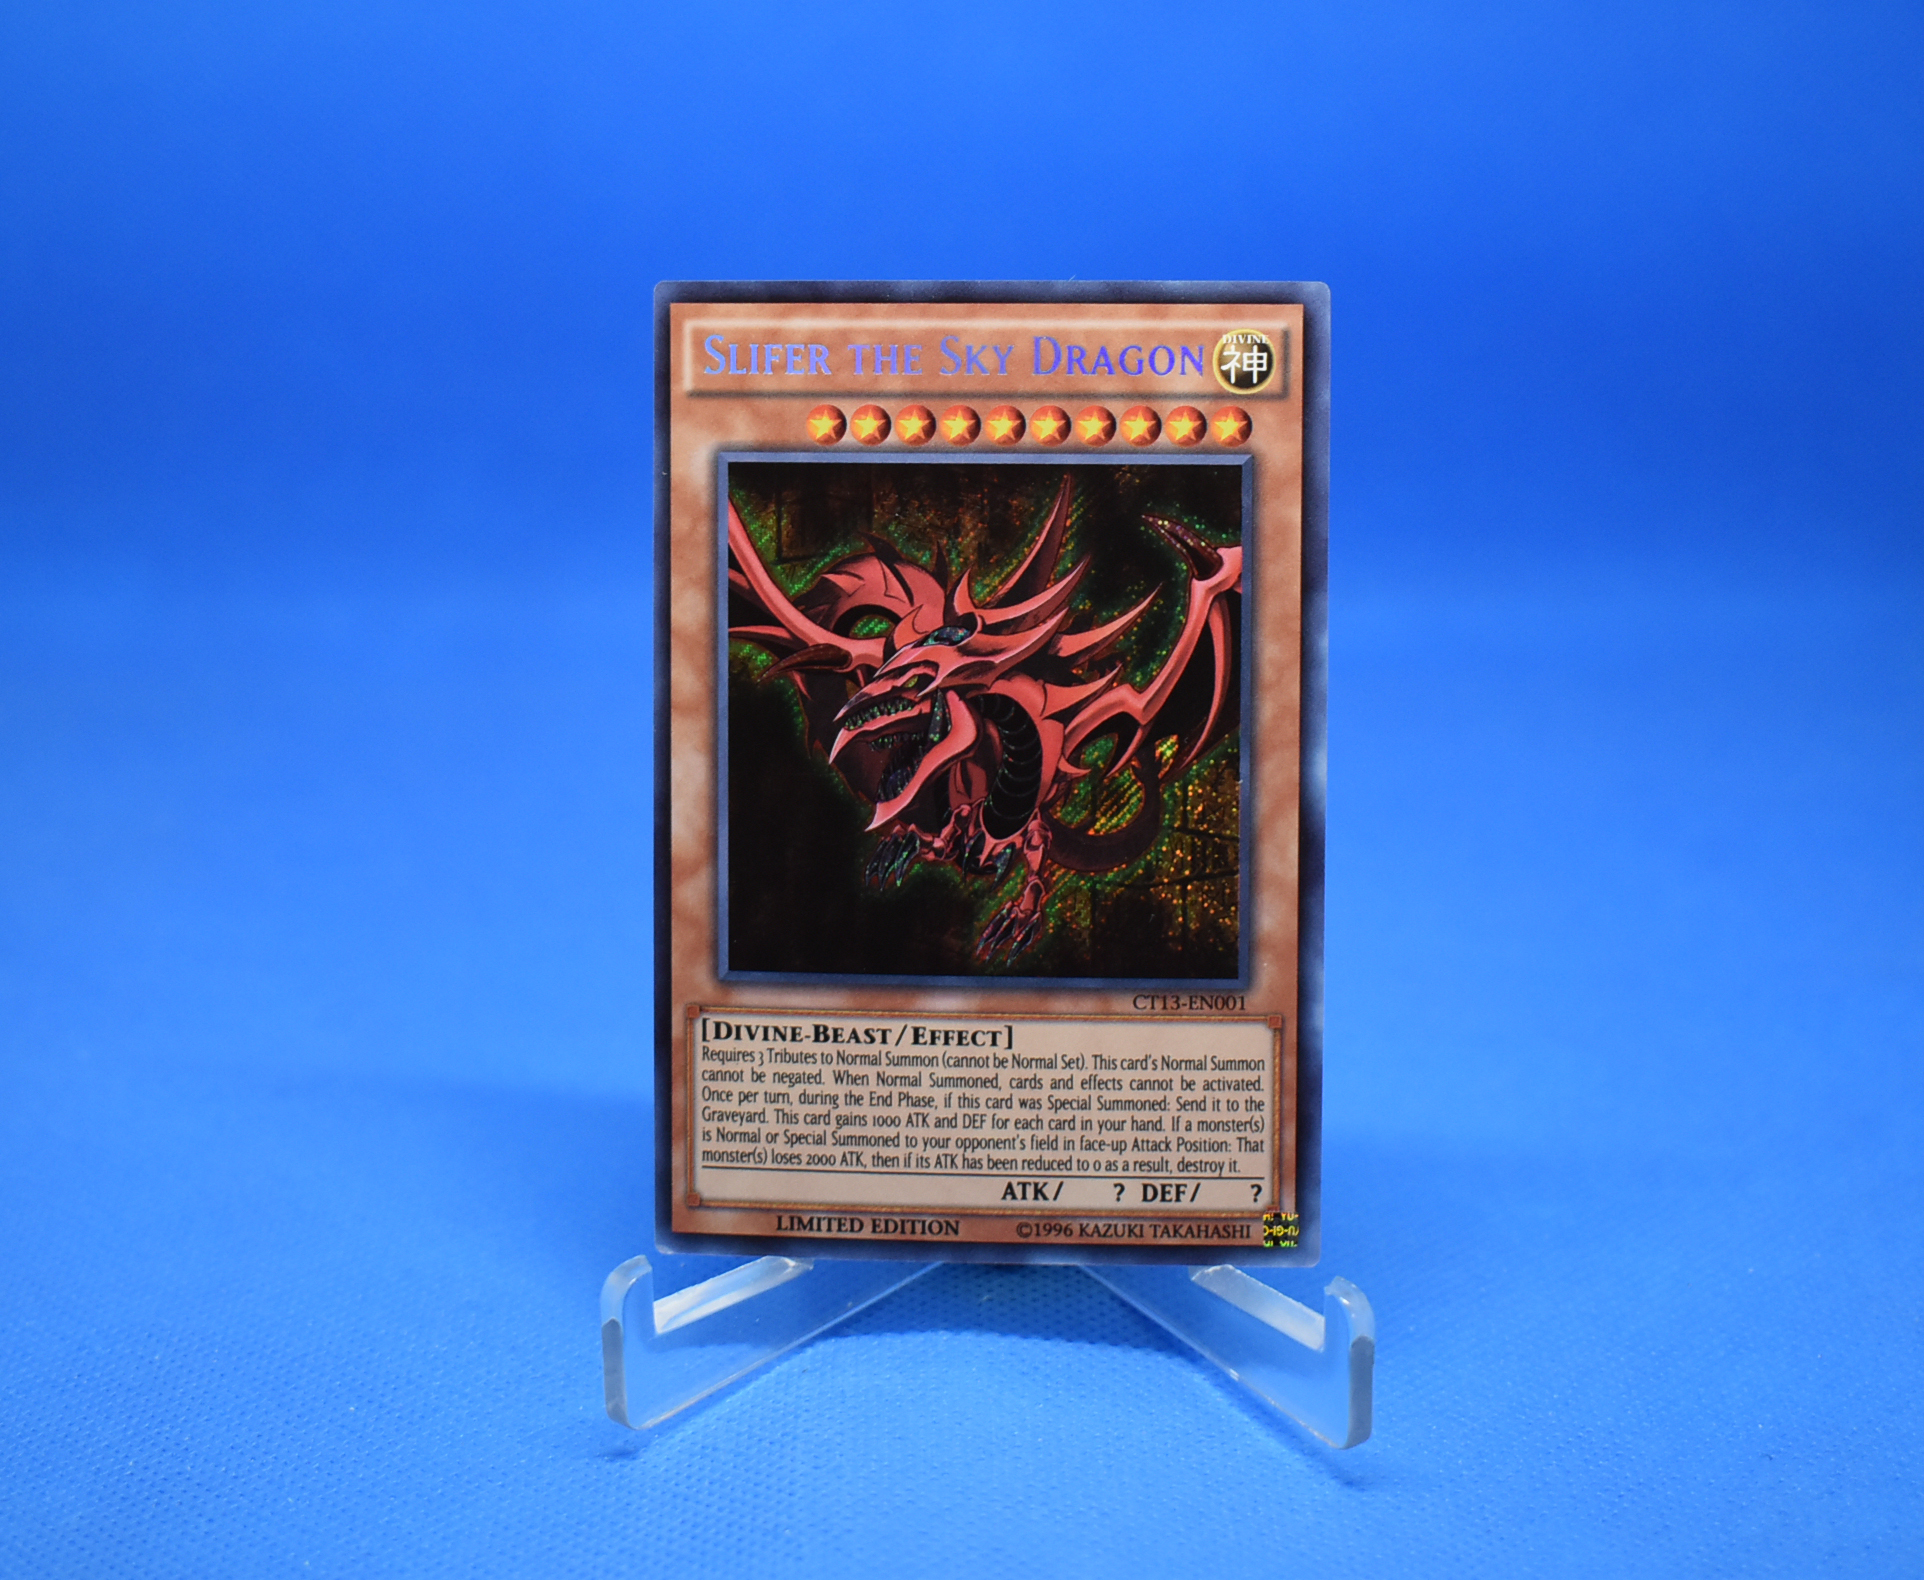 SLIFER THE SKY DRAGON
DIVINE
神
CT13-EN001
[DIVINE-BEAST/EFFECT]
Requires 3 Tributes to Normal Summon (cannot be Normal Set). This card's Normal Summon
cannot be negated. When Normal Summoned, cards and effects cannot be activated.
Once per turn, during the End Phase, if this card was Special Summoned: Send it to the
Graveyard. This card gains 1000 ATK and DEF for each card in your hand. If a monster(s)
is Normal or Special Summoned to your opponent's field in face-up Attack Position: That
monster(s) loses 2000 ATK, then if its ATK has been reduced to 0 as a result, destroy it.
ATK/ ? DEF/ ?
LIMITED EDITION ©1996 KAZUKI TAKAHASHI